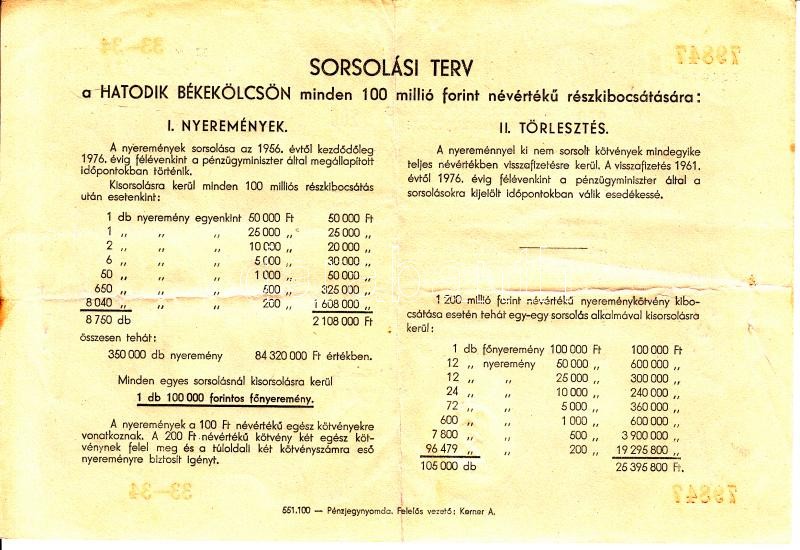 33–34
79847
SORSOLÁSI TERV
a HATODIK BÉKEKÖLCSÖN minden 100 millió forint névértékű részkibocsátására:
I. NYEREMÉNYEK.
A nyeremények sorsolása az 1956. évtől kezdődőleg
1976. évig félévenkint a pénzügyminiszter által megállapított
időpontokban történik.
Kisorsolásra kerül minden 100 milliós részkibocsátás
után esetenkint:
1 db nyeremény egyenkint 50 000 Ft 50 000 Ft
1 „ „ „ 25 000 „ 25 000 „
2 „ „ „ 10 000 „ 20 000 „
6 „ „ „ 5 000 „ 30 000 „
50 „ „ „ 1 000 „ 50 000 „
650 „ „ „ 500 „ 325 000 „
8 040 „ „ „ 200 „ 1 608 000 „
8 750 db 2 108 000 Ft
összesen tehát:
350 000 db nyeremény 84 320 000 Ft értékben.
Minden egyes sorsolásnál kisorsolásra kerül
1 db 100 000 forintos főnyeremény.
A nyeremények a 100 Ft névértékű egész kötvényekre
vonatkoznak. A 200 Ft névértékű kötvény két egész köt-
vénynek felel meg és a túloldali két kötvényszámra eső
nyereményre biztosit igényt.
II. TÖRLESZTÉS.
A nyereménnyel ki nem sorsolt kötvények mindegyike
teljes névértékben visszafizetésre kerül. A visszafizetés 1961.
évtől 1976. évig félévenkint a pénzügyminiszter által a
sorsolásokra kijelölt időpontokban válik esedékessé.
1 200 millió forint névértékű nyereménykötvény kibo-
csátása esetén tehát egy-egy sorsolás alkalmával kisorsolásra
kerül:
1 db főnyeremény 100 000 Ft 100 000 Ft
12 „ nyeremény 50 000 „ 600 000 „
12 „ „ 25 000 „ 300 000 „
24 „ „ 10 000 „ 240 000 „
72 „ „ 5 000 „ 360 000 „
600 „ „ 1 000 „ 600 000 „
7 800 „ „ 500 „ 3 900 000 „
96 479 „ „ 200 „ 19 295 800 „
105 000 db 25 395 800 Ft.
33–34
79847
551.100 — Pénzjegynyomda. Felelős vezető: Kerner A.